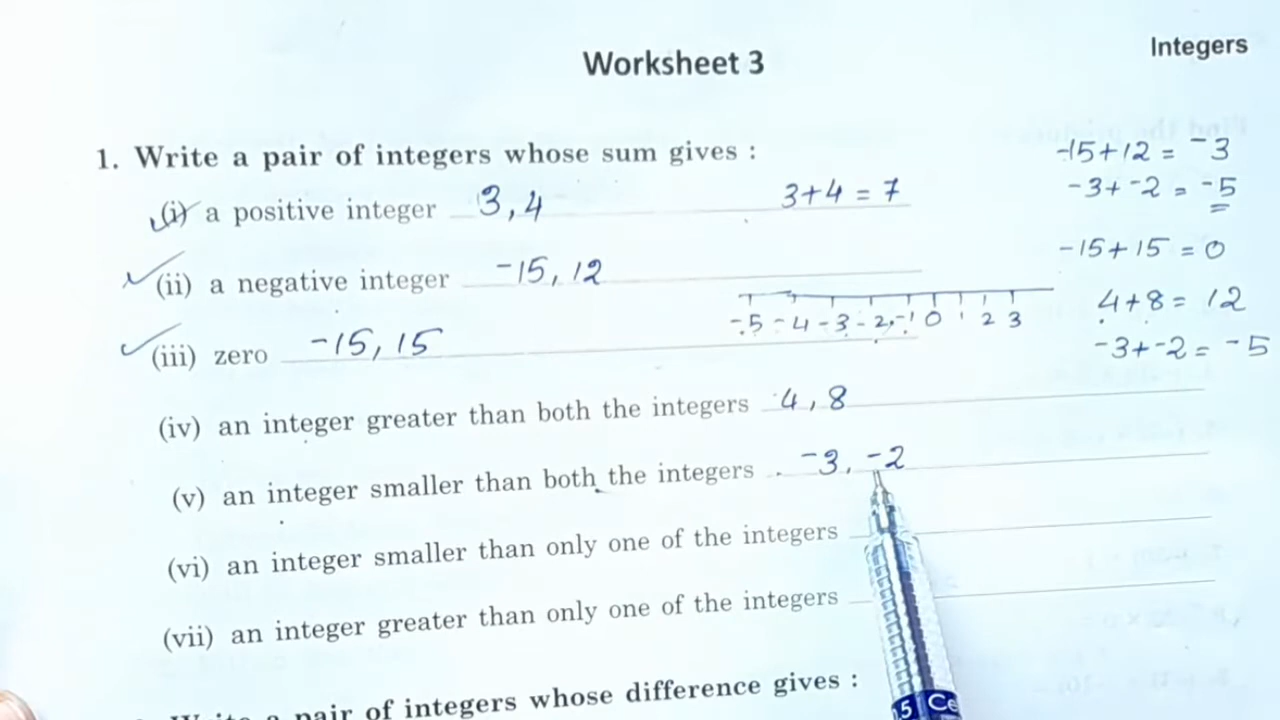 Integers
Worksheet 3
1. Write a pair of integers whose sum gives :
-15+12 = -3
-3+-2 = -5
(i) a positive integer 3,4 3+4 = 7
(ii) a negative integer -15, 12
-15+15 = 0
(iii) zero -15, 15
-5 -4 -3 -2 -1 0 1 2 3
4+8 = 12
-3+-2 = -5
(iv) an integer greater than both the integers 4, 8
(v) an integer smaller than both the integers -3, -2
(vi) an integer smaller than only one of the integers
(vii) an integer greater than only one of the integers
a pair of integers whose difference gives :
5 Ce